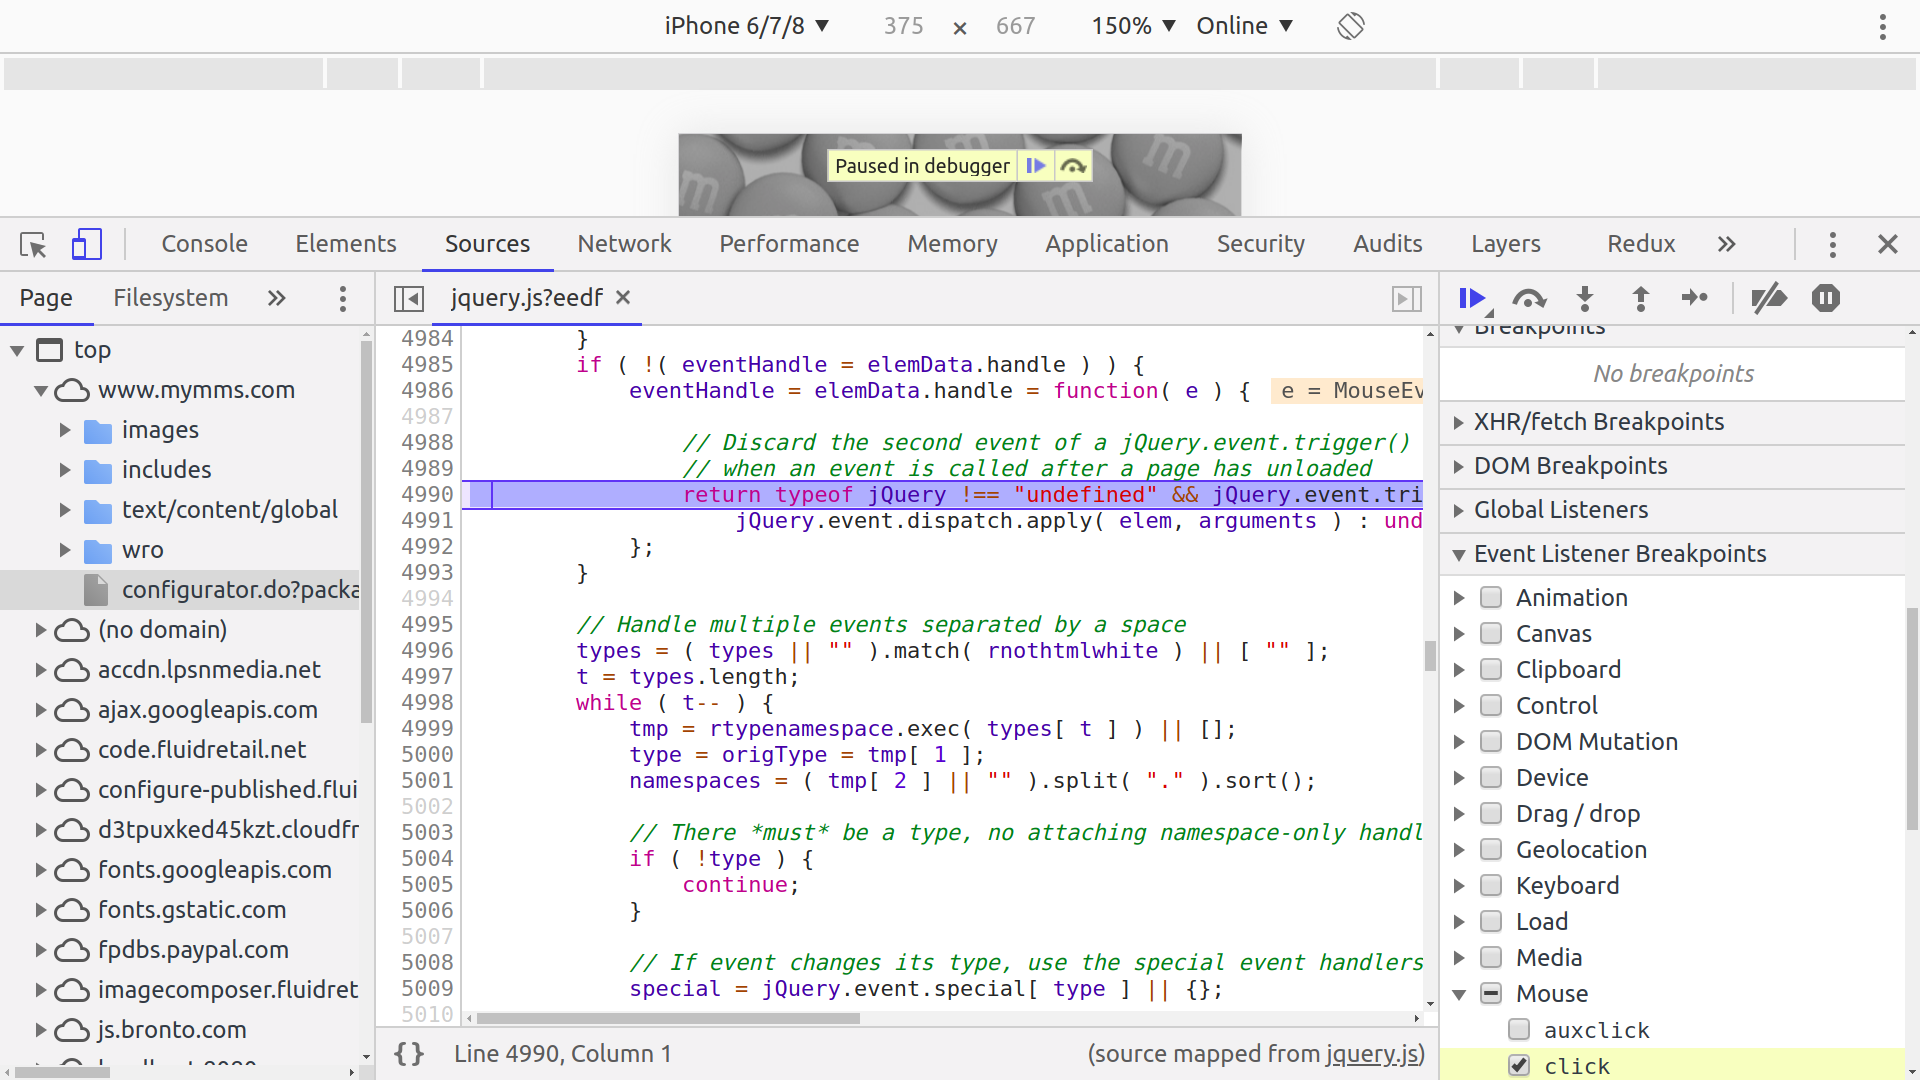 iPhone 6/7/8 ▼ 375 × 667 150% ▼ Online ▼
m m m m m
Paused in debugger
Console Elements Sources Network Performance Memory Application Security Audits Layers Redux »
Page Filesystem »
top
www.mymms.com
images
includes
text/content/global
wro
configurator.do?packa
(no domain)
accdn.lpsnmedia.net
ajax.googleapis.com
code.fluidretail.net
configure-published.flui
d3tpuxked45kzt.cloudfr
fonts.googleapis.com
fonts.gstatic.com
fpdbs.paypal.com
imagecomposer.fluidret
js.bronto.com
jquery.js?eedf ×
4984 }
4985 if ( !( eventHandle = elemData.handle ) ) {
4986 eventHandle = elemData.handle = function( e ) { e = MouseEv
4987
4988 // Discard the second event of a jQuery.event.trigger()
4989 // when an event is called after a page has unloaded
4990 return typeof jQuery !== "undefined" && jQuery.event.tri
4991 jQuery.event.dispatch.apply( elem, arguments ) : und
4992 };
4993 }
4994
4995 // Handle multiple events separated by a space
4996 types = ( types || "" ).match( rnothtmlwhite ) || [ "" ];
4997 t = types.length;
4998 while ( t-- ) {
4999 tmp = rtypenamespace.exec( types[ t ] ) || [];
5000 type = origType = tmp[ 1 ];
5001 namespaces = ( tmp[ 2 ] || "" ).split( "." ).sort();
5002
5003 // There *must* be a type, no attaching namespace-only handl
5004 if ( !type ) {
5005 continue;
5006 }
5007
5008 // If event changes its type, use the special event handlers
5009 special = jQuery.event.special[ type ] || {};
5010
{} Line 4990, Column 1 (source mapped from jquery.js)
Breakpoints
No breakpoints
XHR/fetch Breakpoints
DOM Breakpoints
Global Listeners
Event Listener Breakpoints
Animation
Canvas
Clipboard
Control
DOM Mutation
Device
Drag / drop
Geolocation
Keyboard
Load
Media
Mouse
auxclick
click